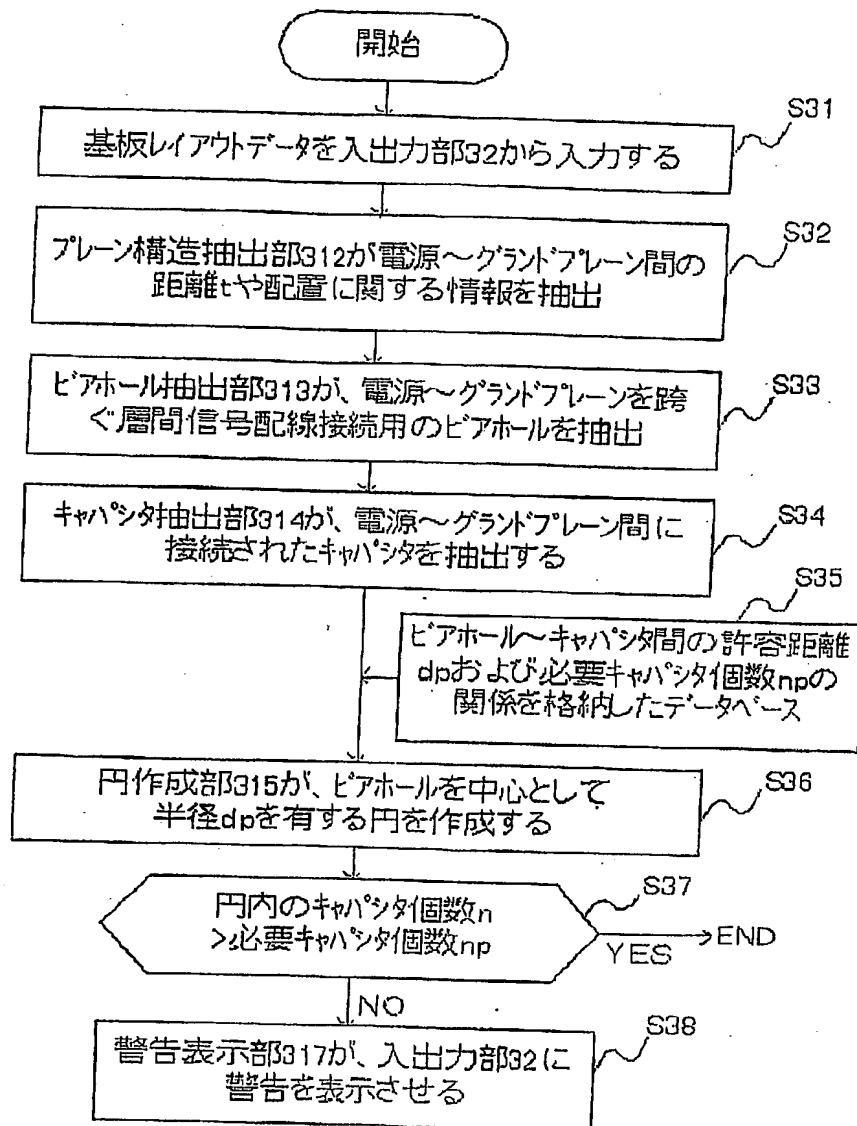 開始
S31
基板レイアウトデータを入出力部32から入力する
S32
プレーン構造抽出部312が電源~グランドプレーン間の
距離tや配置に関する情報を抽出
S33
ビアホール抽出部313が、電源~グランドプレーンを跨
ぐ層間信号配線接続用のビアホールを抽出
S34
キャパシタ抽出部314が、電源~グランドプレーン間に
接続されたキャパシタを抽出する
S35
ビアホール~キャパシタ間の許容距離
dpおよび必要キャパシタ個数npの
関係を格納したデータベース
S36
円作成部315が、ビアホールを中心として
半径dpを有する円を作成する
S37
円内のキャパシタ個数n
>必要キャパシタ個数np
YES
END
NO
S38
警告表示部317が、入出力部32に
警告を表示させる